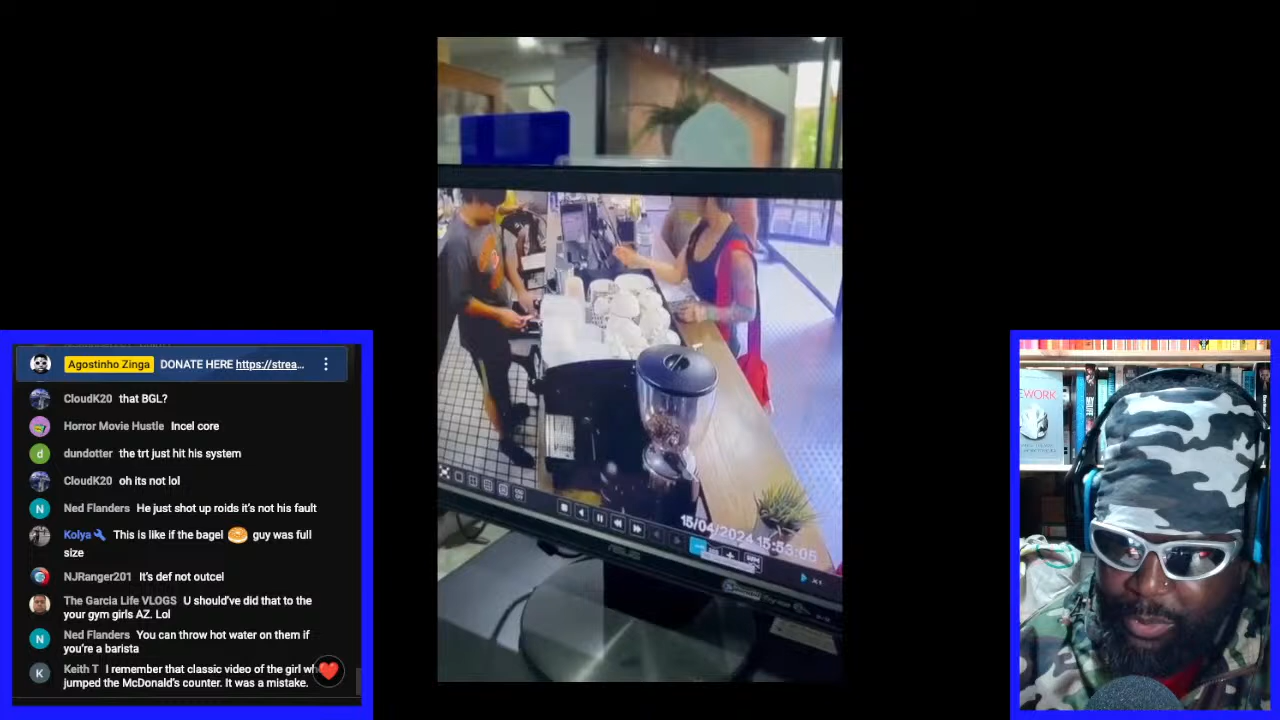 Agostinho Zinga DONATE HERE https://strea...
CloudK20 that BGL?
Horror Movie Hustle Incel core
d
dundotter the trt just hit his system
CloudK20 oh its not lol
N
Ned Flanders He just shot up roids it's not his fault
Kolya This is like if the bagel guy was full
size
NJRanger201 It's def not outcel
The Garcia Life VLOGS U should've did that to the
your gym girls AZ. Lol
N
Ned Flanders You can throw hot water on them if
you're a barista
K
Keith T I remember that classic video of the girl wh
jumped the McDonald's counter. It was a mistake.
15/04/2024 15:53:05
ASUS
EWORK